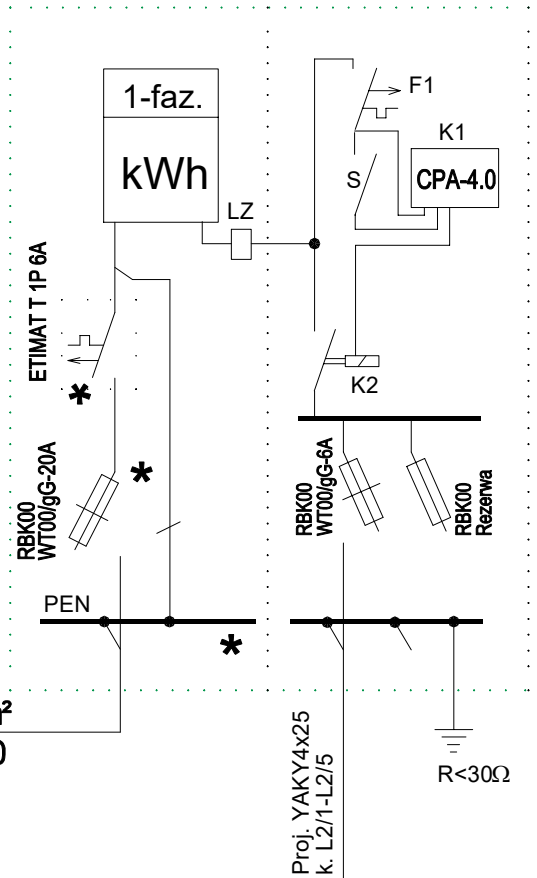 1-faz.
kWh
LZ
F1
K1
CPA-4.0
S
ETIMAT T 1P 6A
*
K2
RBK00
WT00/gG-20A
*
RBK00
WT00/gG-6A
RBK00
Rezerwa
PEN
*
R<30Ω
Proj. YAKY4x25
k. L2/1-L2/5